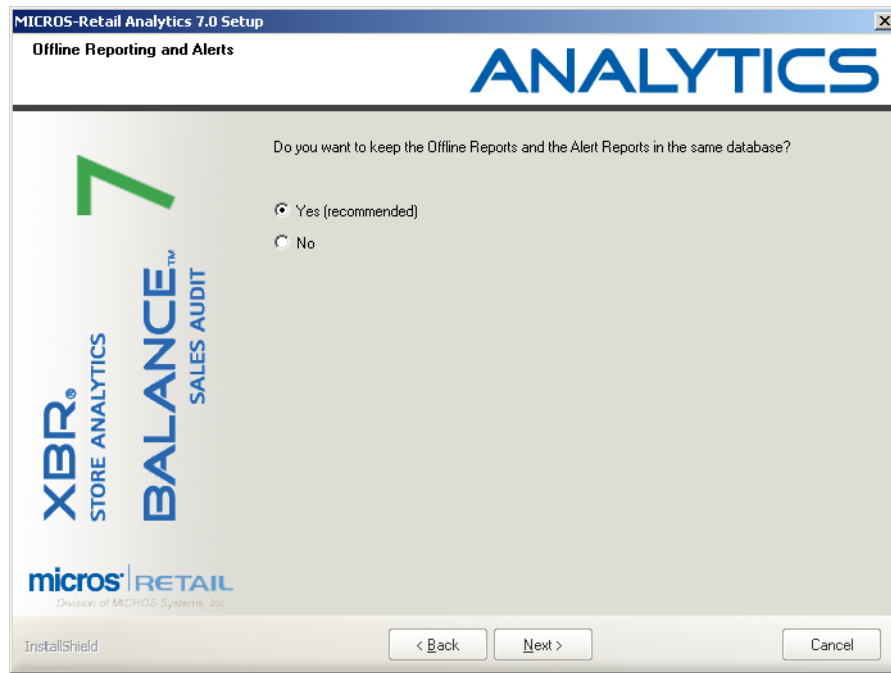 MICROS-Retail Analytics 7.0 Setup
Offline Reporting and Alerts
ANALYTICS
Do you want to keep the Offline Reports and the Alert Reports in the same database?
Yes (recommended)
No
7
XBR®
STORE ANALYTICS
BALANCE™
SALES AUDIT
micros® RETAIL
Division of MICROS Systems, Inc.
InstallShield
< Back
Next >
Cancel